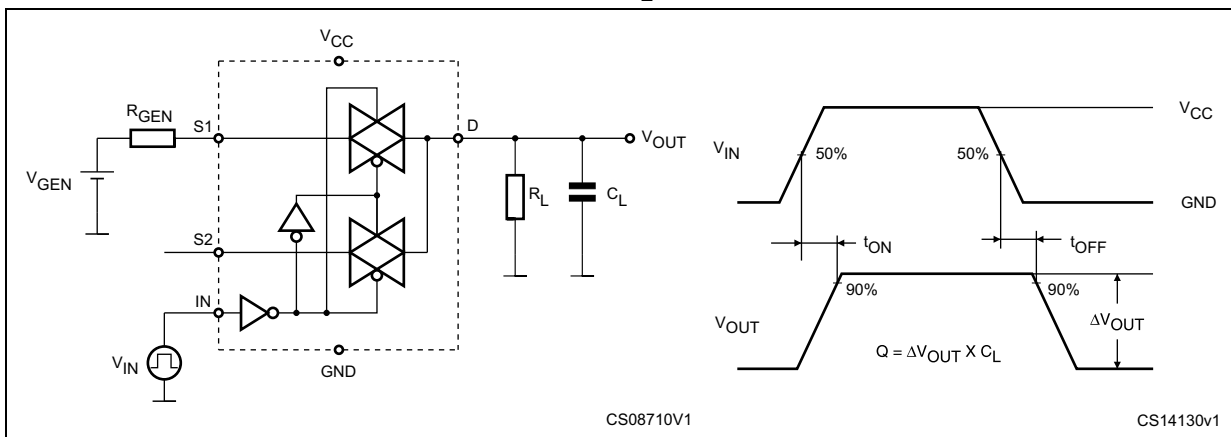 VCC
RGEN
S1
D
VOUT
VGEN
RL
CL
S2
IN
VIN
GND
CS08710V1
VCC
VIN
50%
50%
GND
tON
tOFF
90%
90%
VOUT
ΔVOUT
Q = ΔVOUT X CL
CS14130v1